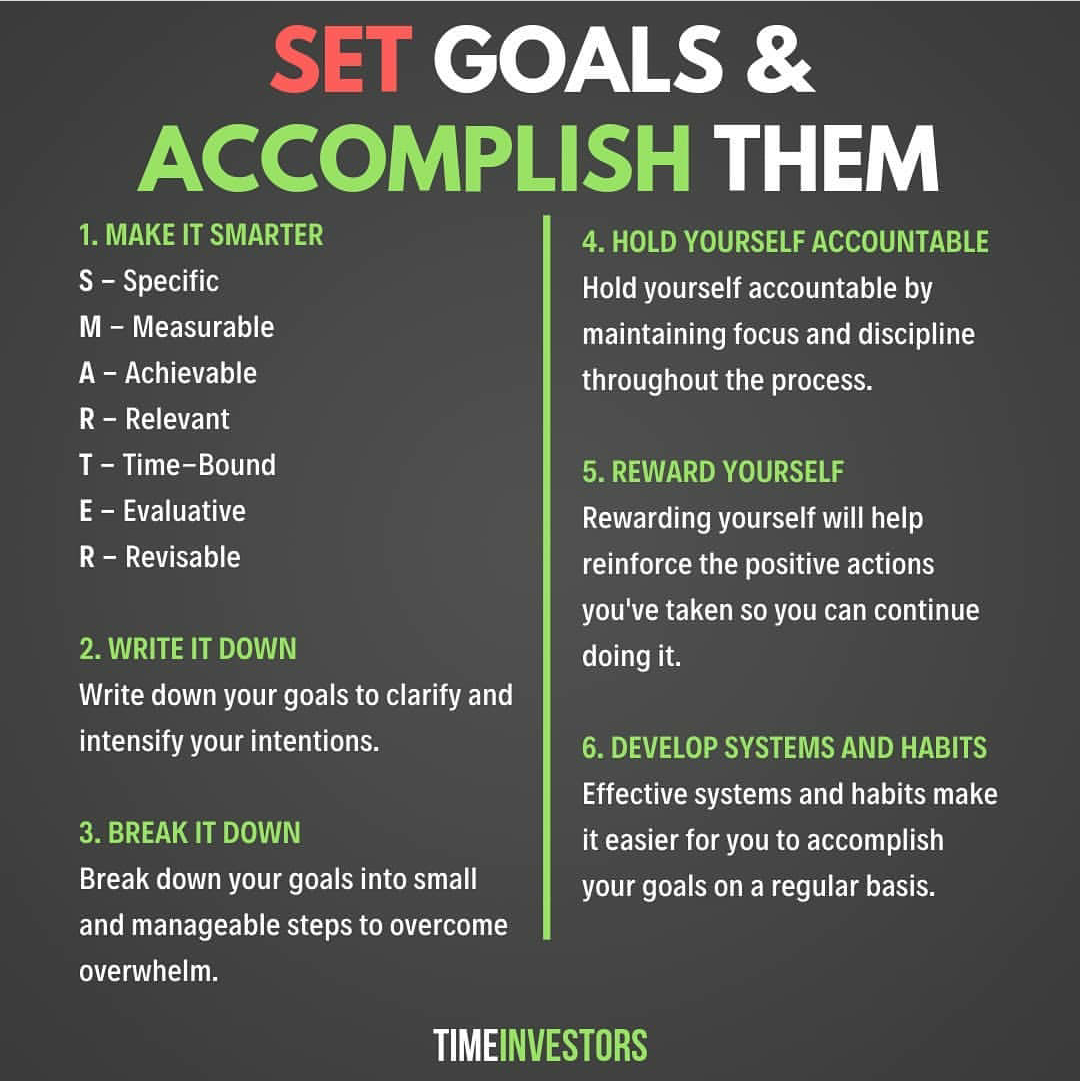 SET GOALS &
ACCOMPLISH THEM
1. MAKE IT SMARTER
S – Specific
M – Measurable
A – Achievable
R – Relevant
T – Time–Bound
E – Evaluative
R – Revisable
2. WRITE IT DOWN
Write down your goals to clarify and
intensify your intentions.
3. BREAK IT DOWN
Break down your goals into small
and manageable steps to overcome
overwhelm.
4. HOLD YOURSELF ACCOUNTABLE
Hold yourself accountable by
maintaining focus and discipline
throughout the process.
5. REWARD YOURSELF
Rewarding yourself will help
reinforce the positive actions
you've taken so you can continue
doing it.
6. DEVELOP SYSTEMS AND HABITS
Effective systems and habits make
it easier for you to accomplish
your goals on a regular basis.
TIMEINVESTORS